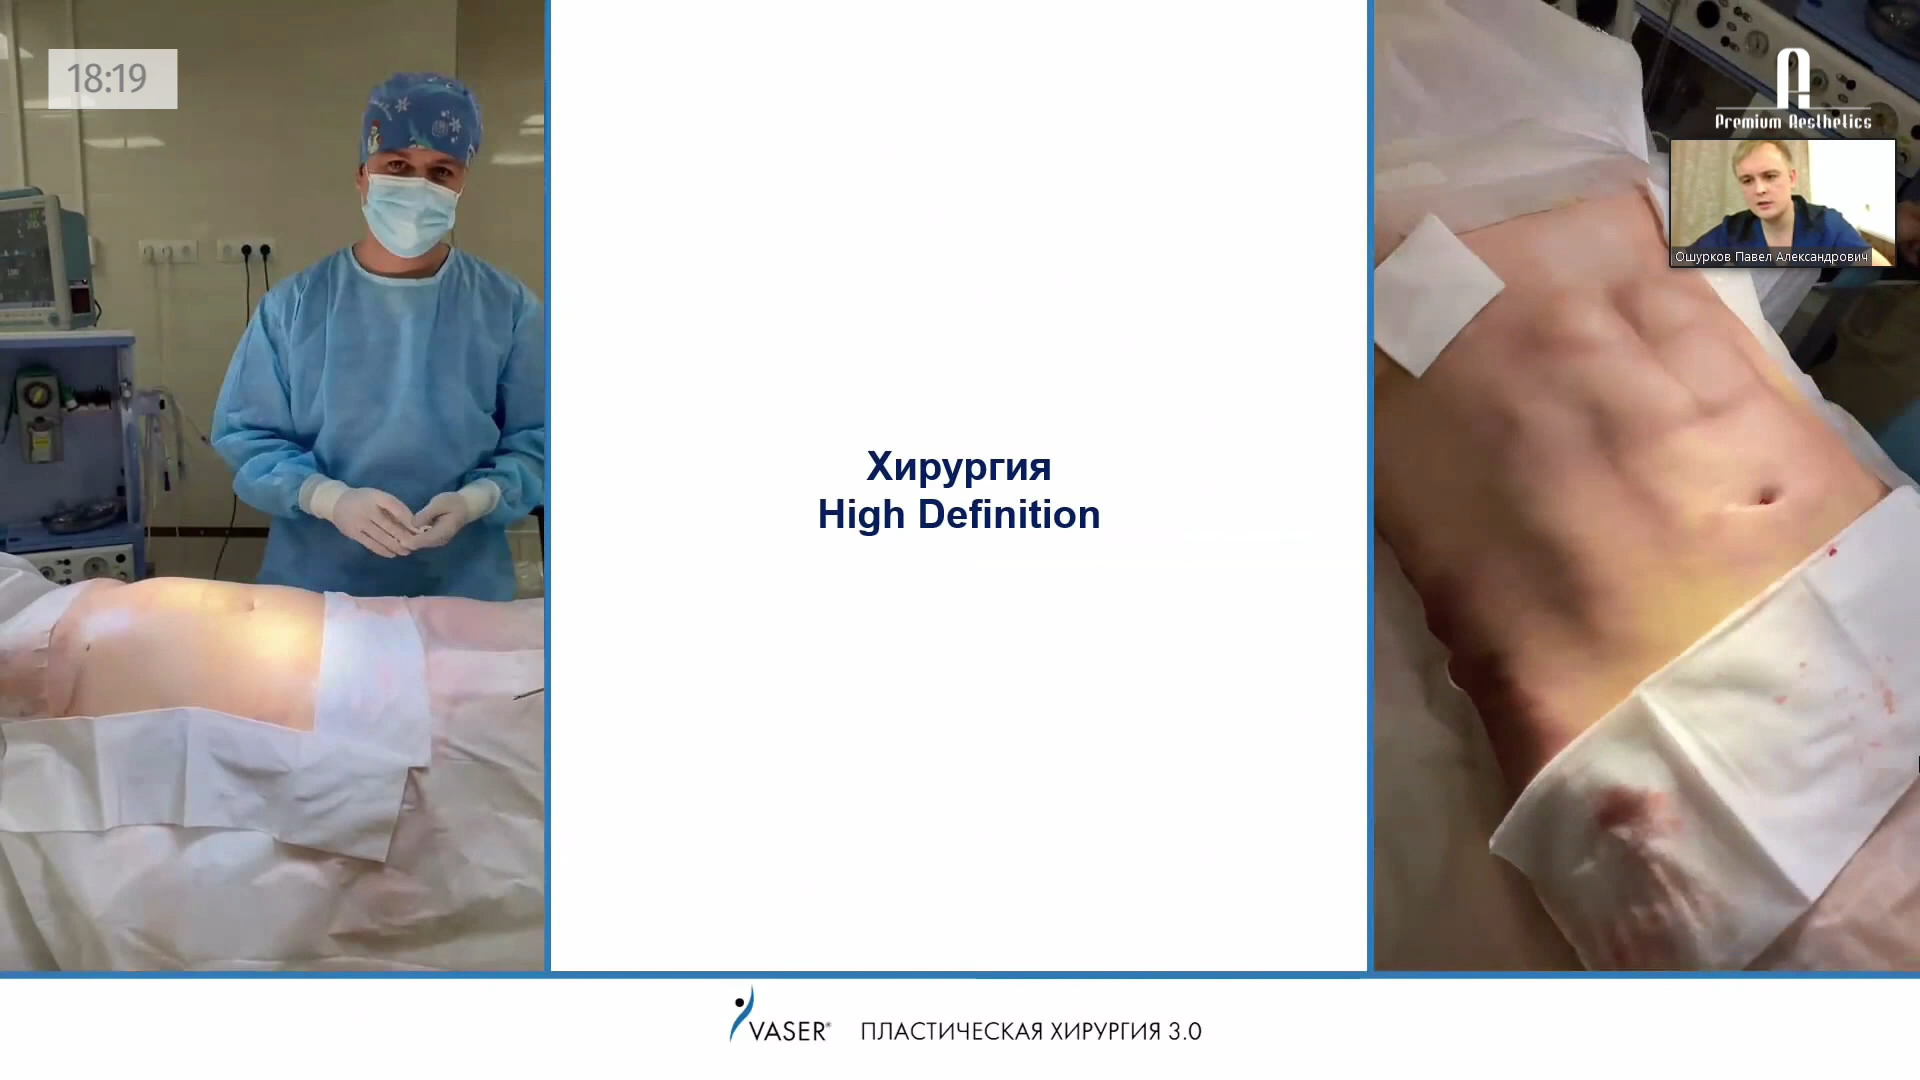 18:19
Premium Aesthetics
Ошурков Павел Александрович
Хирургия
High Definition
VASER®
ПЛАСТИЧЕСКАЯ ХИРУРГИЯ 3.0